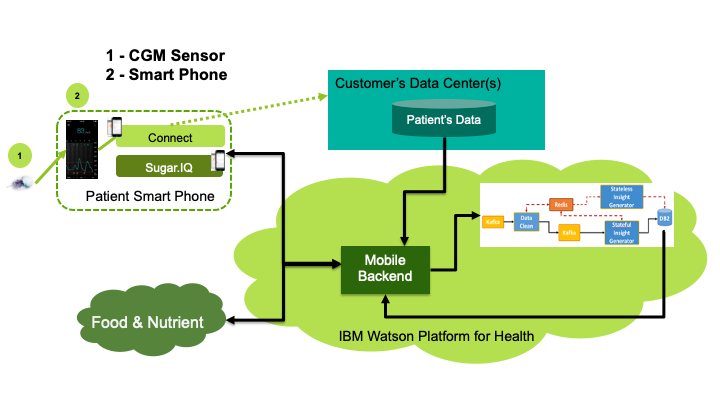 1 - CGM Sensor
2 - Smart Phone
2
1
Connect
Sugar.IQ
Patient Smart Phone
Customer's Data Center(s)
Patient's Data
Kafka
Data
Clean
Redis
Kafka
Stateless
Insight
Generator
Stateful
Insight
Generator
DB2
Mobile
Backend
Food & Nutrient
IBM Watson Platform for Health